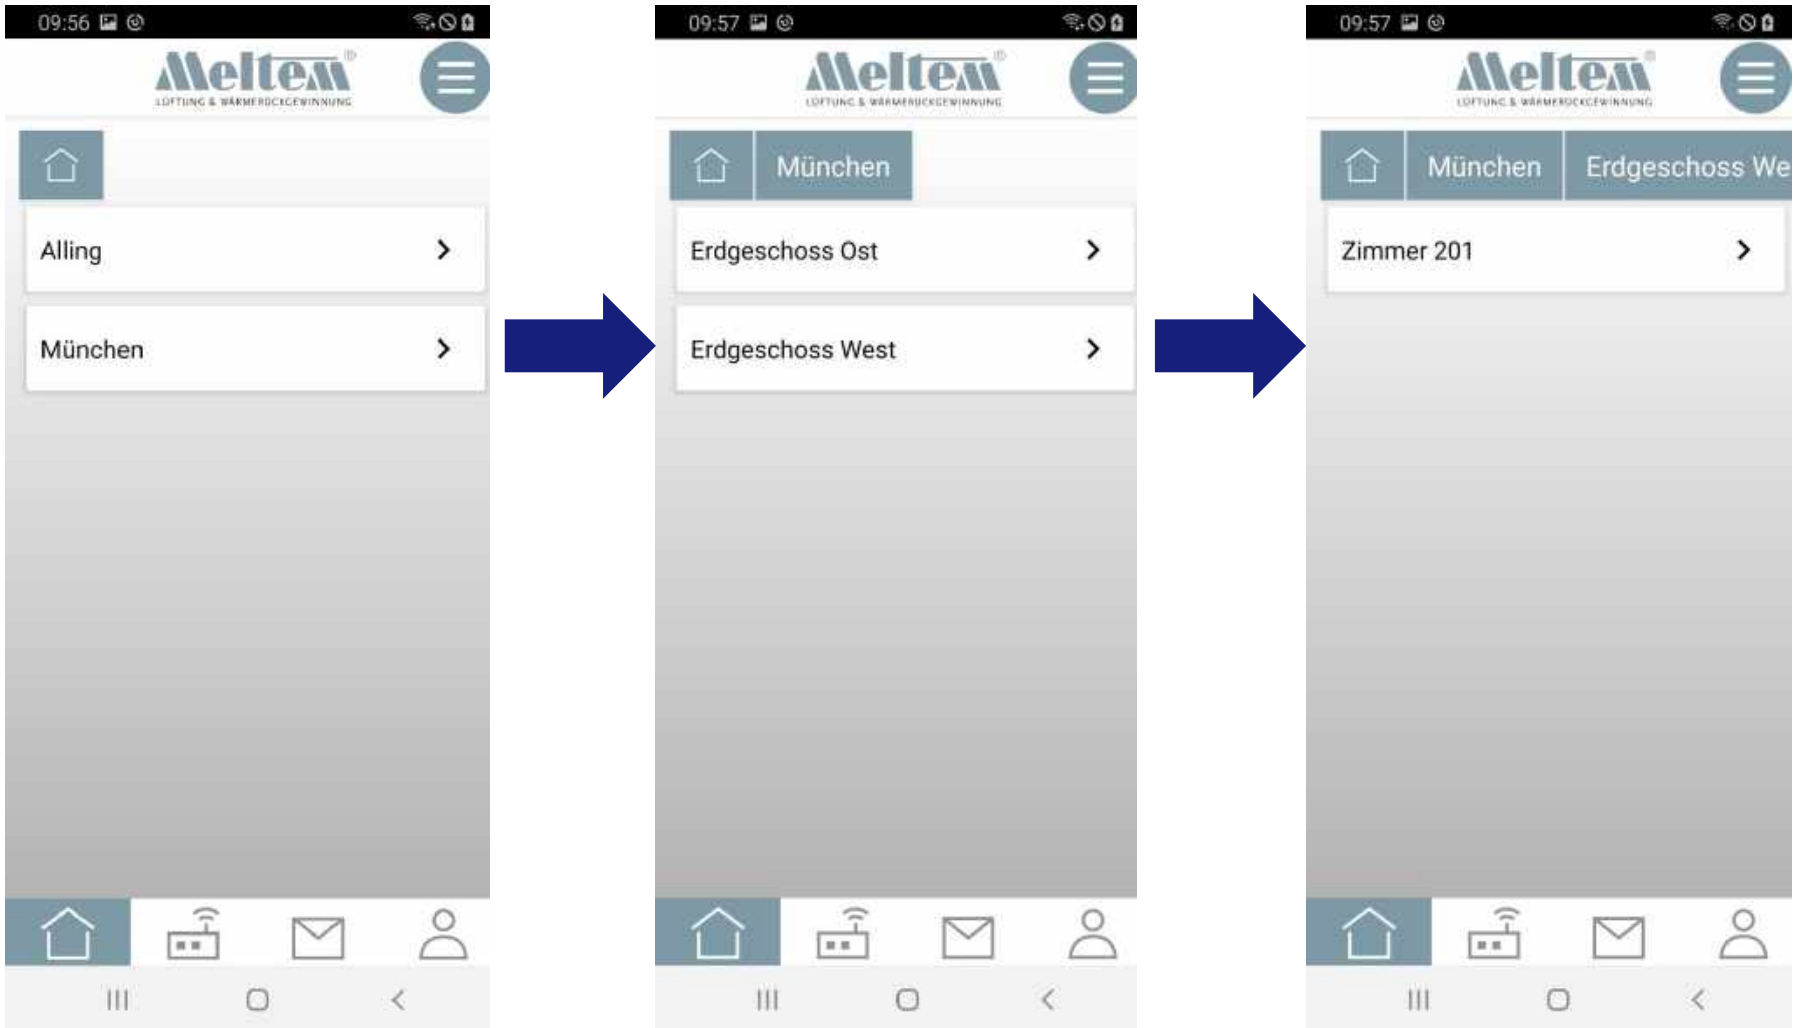 09:56
Meltem®
LÜFTUNG & WÄRMERÜCKGEWINNUNG
Alling
München
09:57
Meltem®
LÜFTUNG & WÄRMERÜCKGEWINNUNG
München
Erdgeschoss Ost
Erdgeschoss West
09:57
Meltem®
LÜFTUNG & WÄRMERÜCKGEWINNUNG
München Erdgeschoss We
Zimmer 201